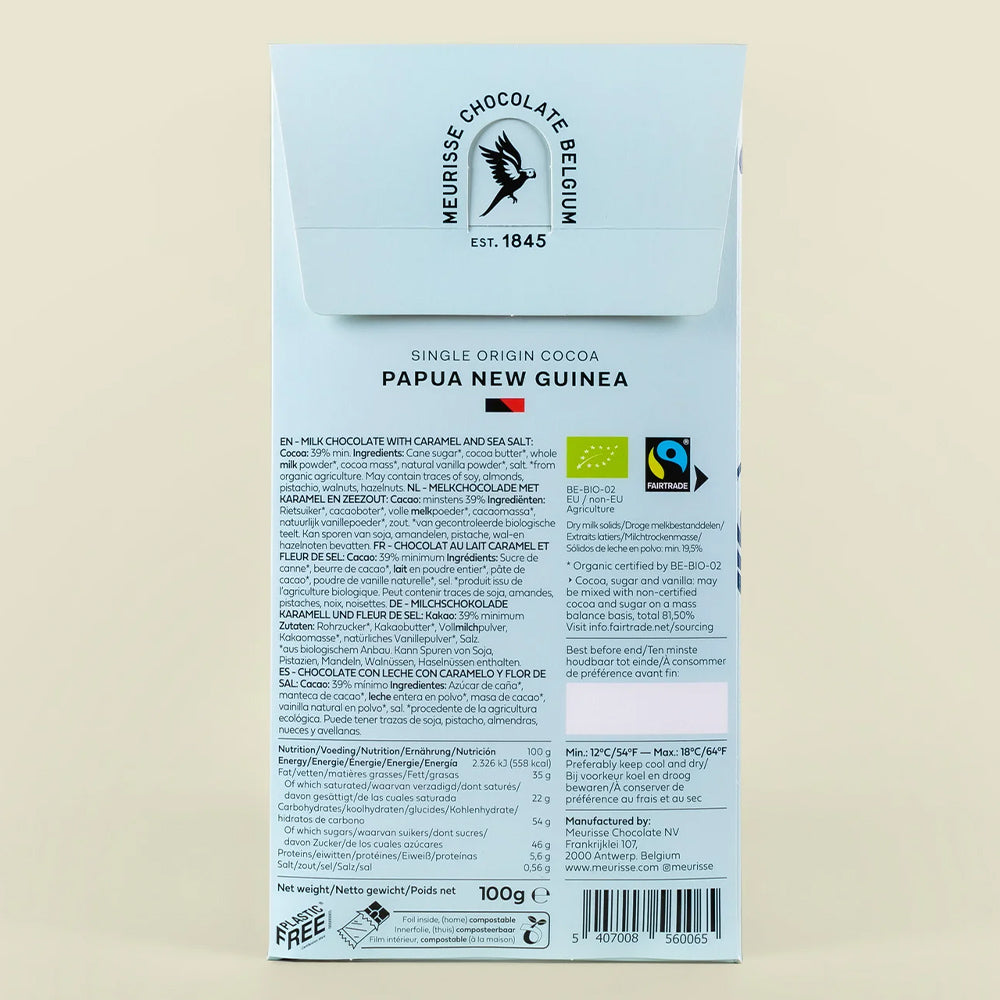 MEURISSE CHOCOLATE BELGIUM
EST. 1845
SINGLE ORIGIN COCOA
PAPUA NEW GUINEA
EN - MILK CHOCOLATE WITH CARAMEL AND SEA SALT:
Cocoa: 39% min. Ingredients: Cane sugar*, cocoa butter*, whole
milk powder*, cocoa mass*, natural vanilla powder*, salt. *from
organic agriculture. May contain traces of soy, almonds,
pistachio, walnuts, hazelnuts. NL - MELKCHOCOLADE MET
KARAMEL EN ZEEZOUT: Cacao: minstens 39% Ingrediënten:
Rietsuiker*, cacaoboter*, volle melkpoeder*, cacaomassa*,
natuurlijk vanillepoeder*, zout. *van gecontroleerde biologische
teelt. Kan sporen van soja, amandelen, pistache, wal-en
hazelnoten bevatten. FR - CHOCOLAT AU LAIT CARAMEL ET
FLEUR DE SEL: Cacao: 39% minimum Ingrédients: Sucre de
canne*, beurre de cacao*, lait en poudre entier*, pâte de
cacao*, poudre de vanille naturelle*, sel. *produit issu de
l'agriculture biologique. Peut contenir traces de soja, amandes,
pistaches, noix, noisettes. DE - MILCHSCHOKOLADE
KARAMELL UND FLEUR DE SEL: Kakao: 39% minimum
Zutaten: Rohrzucker*, Kakaobutter*, Vollmilchpulver,
Kakaomasse*, natürliches Vanillepulver*, Salz.
*aus biologischem Anbau. Kann Spuren von Soja,
Pistazien, Mandeln, Walnüssen, Haselnüssen enthalten.
ES - CHOCOLATE CON LECHE CON CARAMELO Y FLOR DE
SAL: Cacao: 39% mínimo Ingredientes: Azúcar de caña*,
manteca de cacao*, leche entera en polvo*, masa de cacao*,
vainilla natural en polvo*, sal. *procedente de la agricultura
ecológica. Puede tener trazas de soja, pistacho, almendras,
nueces y avellanas.
Nutrition/Voeding/Nutrition/Ernährung/Nutrición 100 g
Energy/Energie/Énergie/Energie/Energía 2.326 kJ (558 kcal)
Fat/vetten/matières grasses/Fett/grasas 35 g
Of which saturated/waarvan verzadigd/dont saturés/
davon gesättigt/de las cuales saturada 22 g
Carbohydrates/koolhydraten/glucides/Kohlenhydrate/
hidratos de carbono 54 g
Of which sugars/waarvan suikers/dont sucres/
davon Zucker/de los cuales azúcares 46 g
Proteins/eiwitten/protéines/Eiweiß/proteínas 5,6 g
Salt/zout/sel/Salz/sal 0,56 g
Net weight/Netto gewicht/Poids net 100g ℮
PLASTIC
FREE
Foil inside, (home) compostable
Innerfolie, (thuis) composteerbaar
Film intérieur, compostable (à la maison)
FAIRTRADE
®
BE-BIO-02
EU / non-EU
Agriculture
Dry milk solids/Droge melkbestanddelen/
Extraits latiers/Milchtrockenmasse/
Sólidos de leche en polvo: min. 19,5%
* Organic certified by BE-BIO-02
Cocoa, sugar and vanilla: may
be mixed with non-certified
cocoa and sugar on a mass
balance basis, total 81,50%
Visit info.fairtrade.net/sourcing
Best before end/Ten minste
houdbaar tot einde/À consommer
de préférence avant fin:
Min.: 12°C/54°F — Max.: 18°C/64°F
Preferably keep cool and dry/
Bij voorkeur koel en droog
bewaren/À conserver de
préférence au frais et au sec
Manufactured by:
Meurisse Chocolate NV
Frankrijklei 107,
2000 Antwerp, Belgium
www.meurisse.com @meurisse
5 407008 560065